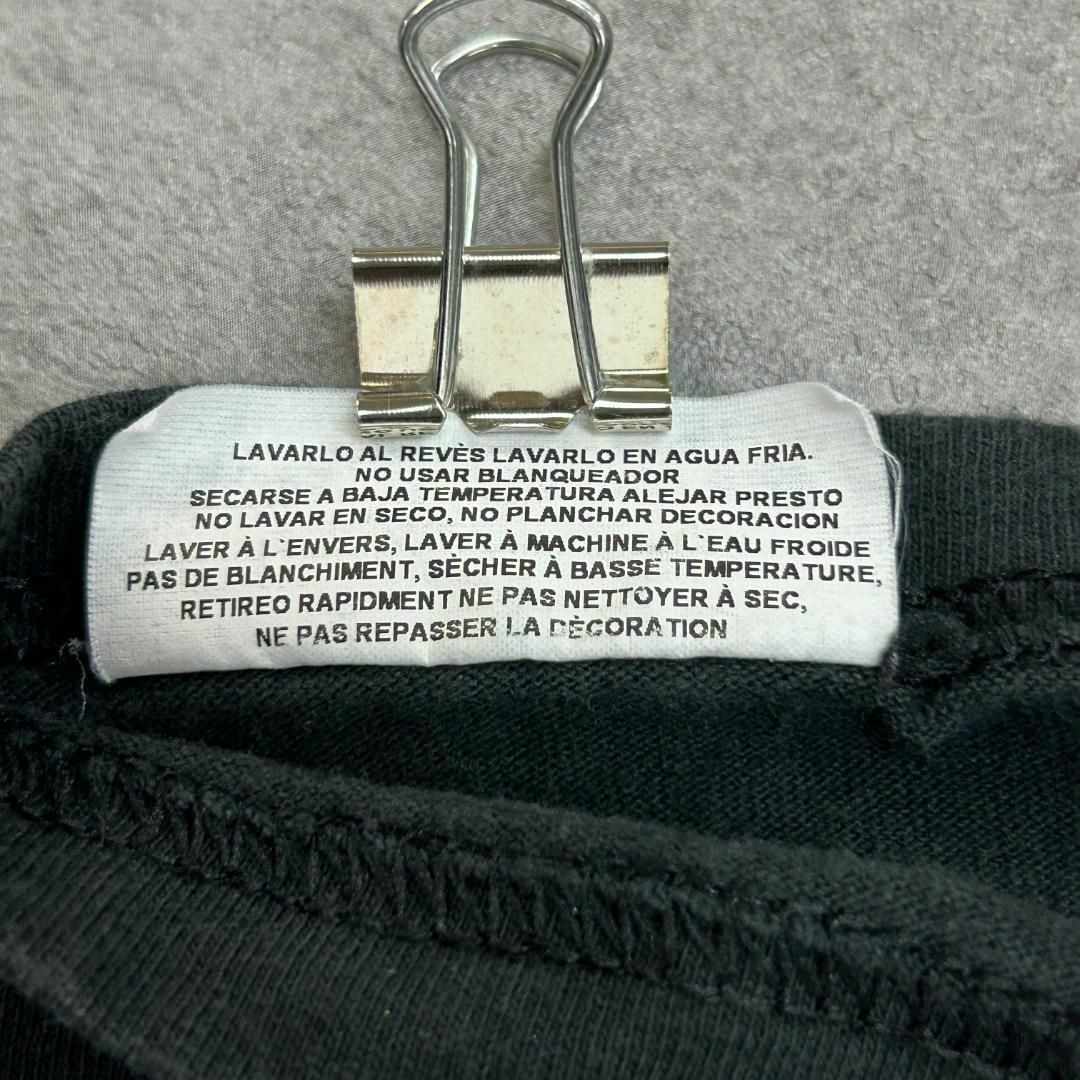 LAVARLO AL REVÈS LAVARLO EN AGUA FRIA.
NO USAR BLANQUEADOR
SECARSE A BAJA TEMPERATURA ALEJAR PRESTO
NO LAVAR EN SECO, NO PLANCHAR DECORACION
LAVER À L`ENVERS, LAVER À MACHINE À L`EAU FROIDE
PAS DE BLANCHIMENT, SÈCHER À BASSE TEMPERATURE,
RETIREO RAPIDMENT NE PAS NETTOYER À SEC,
NE PAS REPASSER LA DÈCORATION